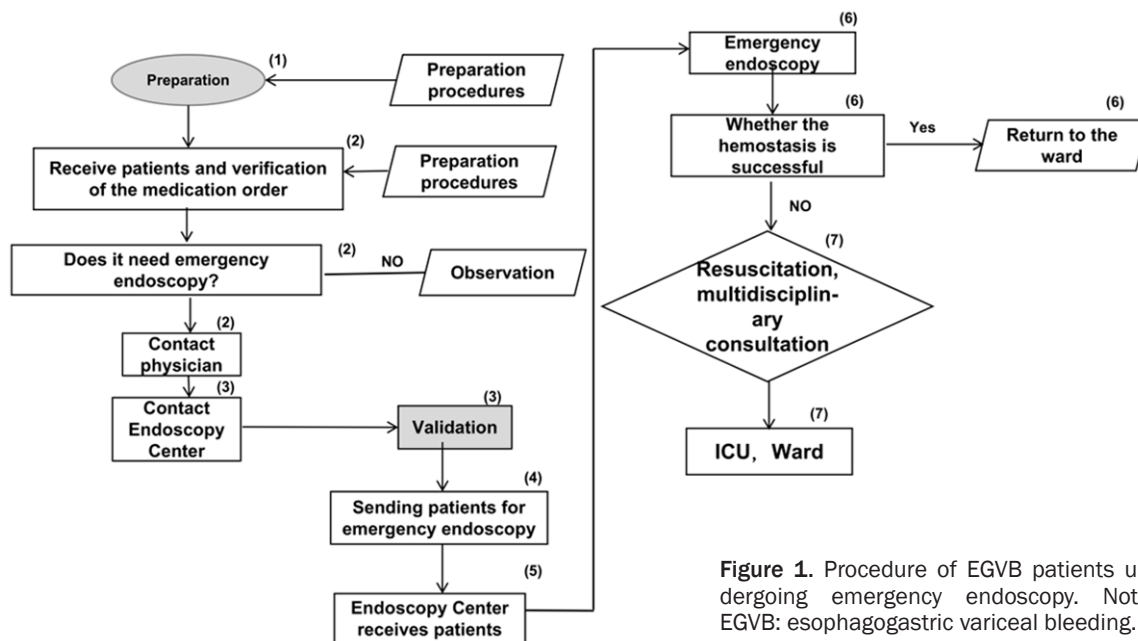 (1)
Preparation
Preparation
procedures
(2)
Receive patients and verification
of the medication order
Preparation
procedures
(2)
Does it need emergency
endoscopy?
NO
Observation
(2)
Contact
physician
(3)
Contact
Endoscopy
Center
(3)
Validation
(4)
Sending patients for
emergency endoscopy
(5)
Endoscopy Center
receives patients
(6)
Emergency
endoscopy
(6)
Whether the
hemostasis is
successful
Yes
(6)
Return to the
ward
NO
(7)
Resuscitation,
multidisciplin-
ary
consultation
(7)
ICU, Ward
Figure 1. Procedure of EGVB patients u
dergoing emergency endoscopy. Not
EGVB: esophagogastric variceal bleeding.